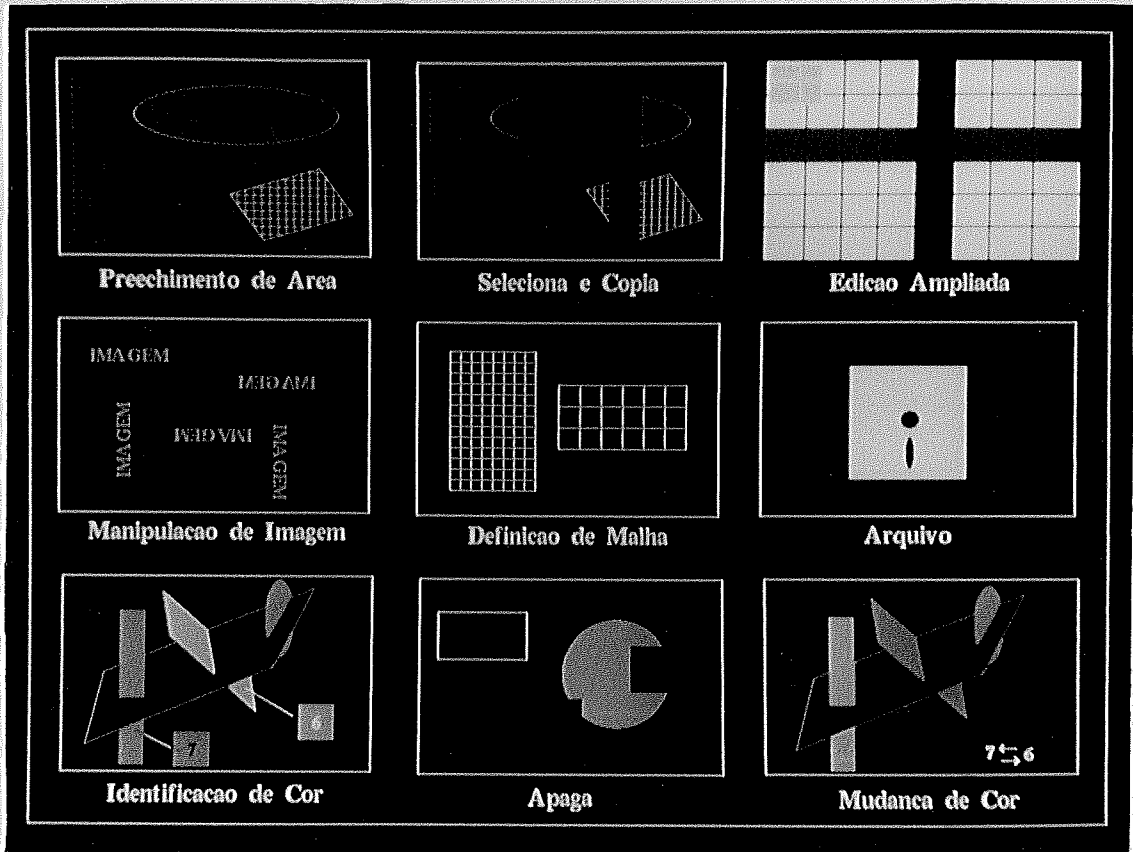 Preechimento de Area
Seleciona e Copia
Edicao Ampliada
IMAGEM
IMAGEM
IMAGEM
IMAGEM
IMAGEM
Manipulacao de Imagem
Definicao de Malha
Arquivo
6
7
7 ⇆ 6
Identificacao de Cor
Apaga
Mudanca de Cor